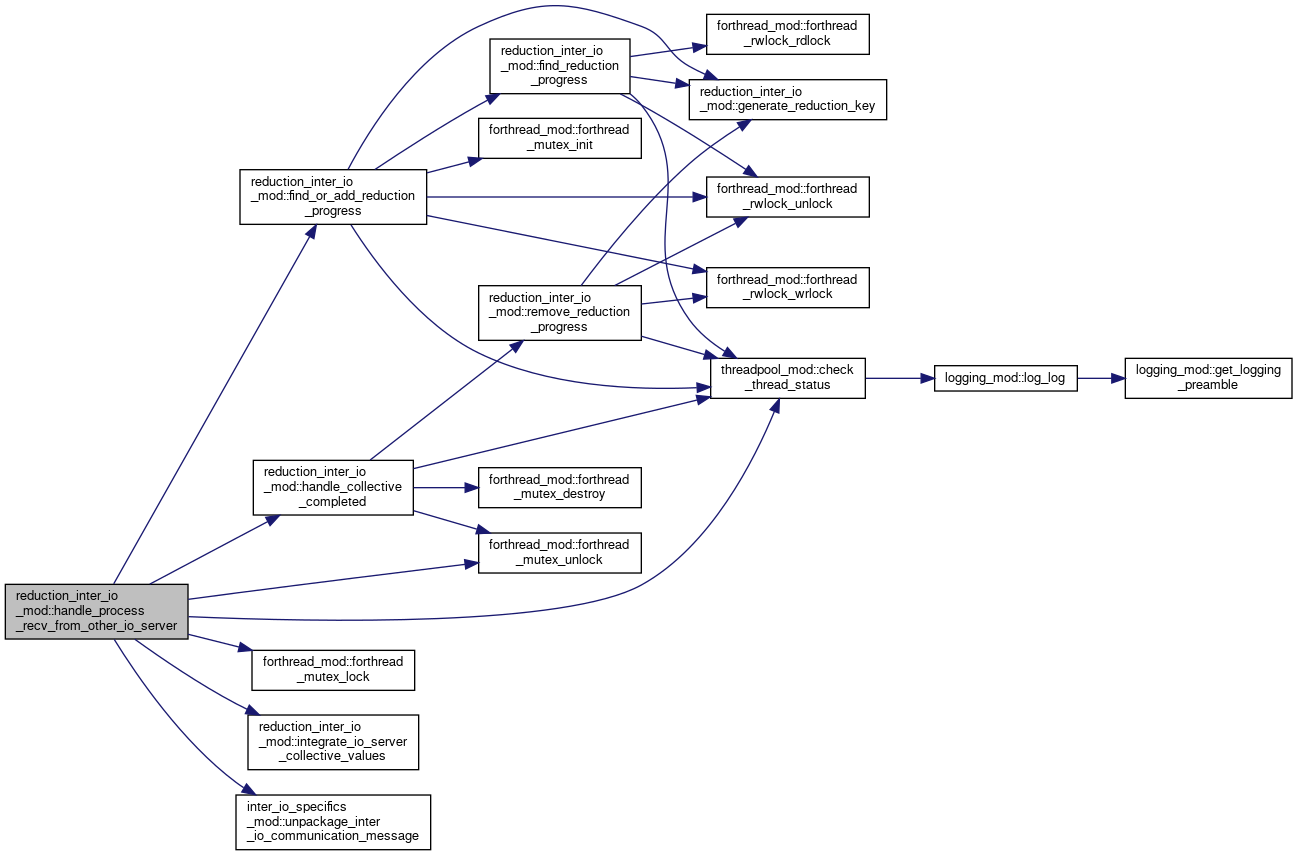 forthread_mod::forthread
_rwlock_rdlock
reduction_inter_io
_mod::find_reduction
_progress
reduction_inter_io
_mod::generate_reduction_key
forthread_mod::forthread
_mutex_init
reduction_inter_io
_mod::find_or_add_reduction
_progress
forthread_mod::forthread
_rwlock_unlock
forthread_mod::forthread
_rwlock_wrlock
reduction_inter_io
_mod::remove_reduction
_progress
threadpool_mod::check
_thread_status
logging_mod::log_log
logging_mod::get_logging
_preamble
reduction_inter_io
_mod::handle_collective
_completed
forthread_mod::forthread
_mutex_destroy
forthread_mod::forthread
_mutex_unlock
reduction_inter_io
_mod::handle_process
_recv_from_other_io_server
forthread_mod::forthread
_mutex_lock
reduction_inter_io
_mod::integrate_io_server
_collective_values
inter_io_specifics
_mod::unpackage_inter
_io_communication_message